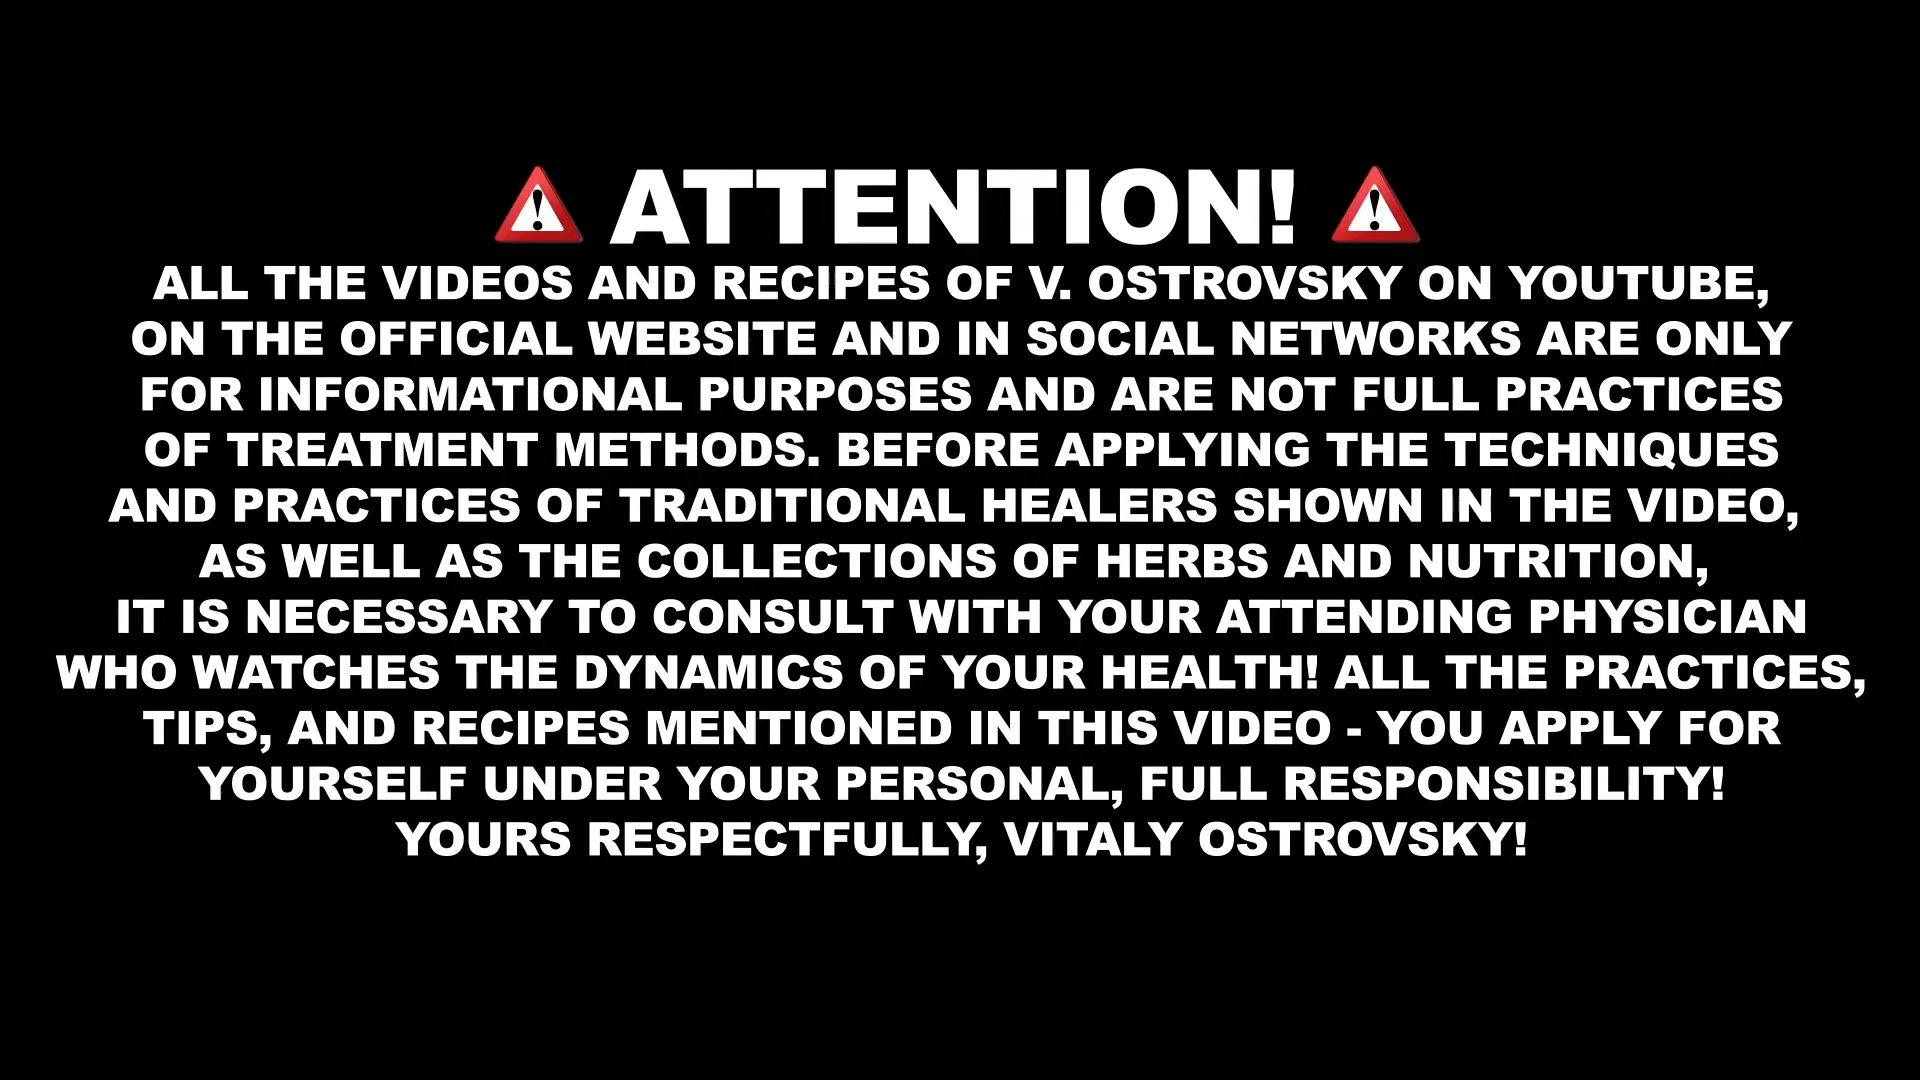 ⚠ ATTENTION! ⚠
ALL THE VIDEOS AND RECIPES OF V. OSTROVSKY ON YOUTUBE,
ON THE OFFICIAL WEBSITE AND IN SOCIAL NETWORKS ARE ONLY
FOR INFORMATIONAL PURPOSES AND ARE NOT FULL PRACTICES
OF TREATMENT METHODS. BEFORE APPLYING THE TECHNIQUES
AND PRACTICES OF TRADITIONAL HEALERS SHOWN IN THE VIDEO,
AS WELL AS THE COLLECTIONS OF HERBS AND NUTRITION,
IT IS NECESSARY TO CONSULT WITH YOUR ATTENDING PHYSICIAN
WHO WATCHES THE DYNAMICS OF YOUR HEALTH! ALL THE PRACTICES,
TIPS, AND RECIPES MENTIONED IN THIS VIDEO - YOU APPLY FOR
YOURSELF UNDER YOUR PERSONAL, FULL RESPONSIBILITY!
YOURS RESPECTFULLY, VITALY OSTROVSKY!